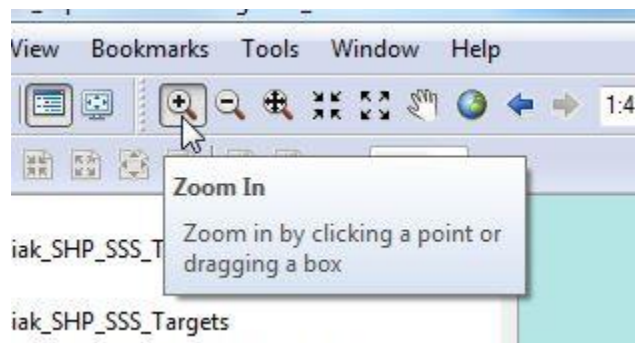 View Bookmarks Tools Window Help
1:4
Zoom In
Zoom in by clicking a point or
dragging a box
iak_SHP_SSS_T
iak_SHP_SSS_Targets